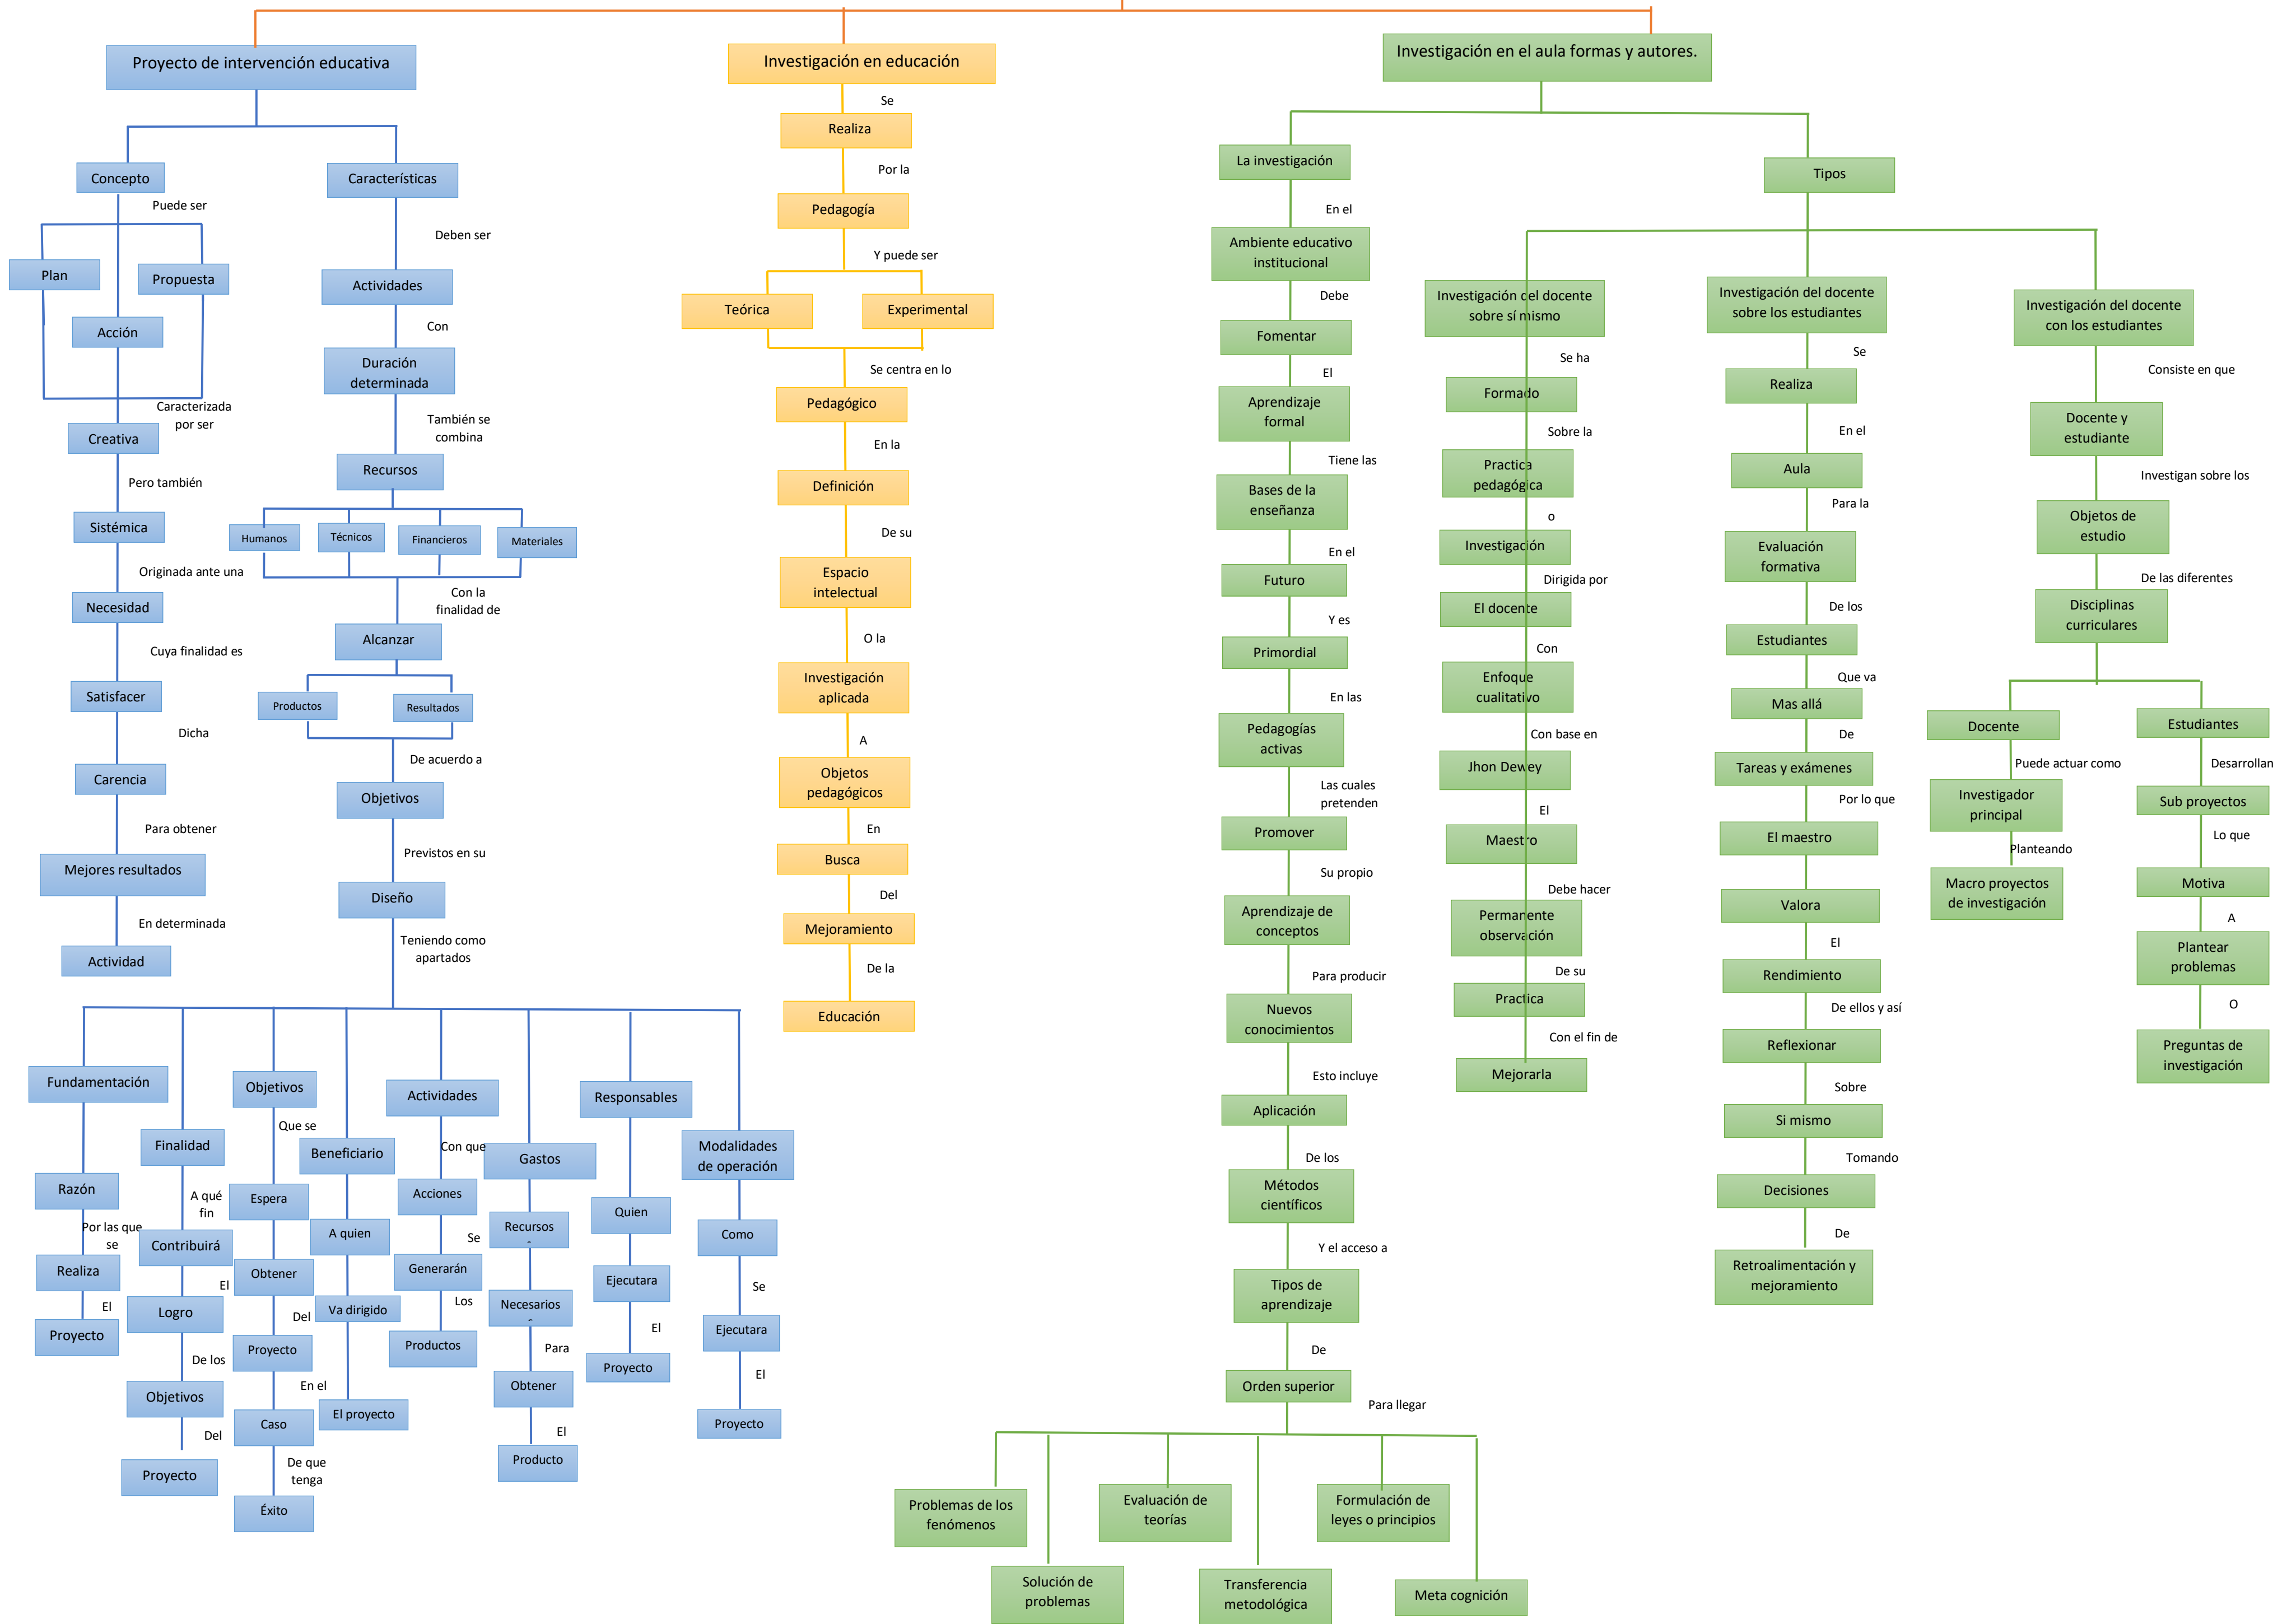 Proyecto de intervención educativa
Concepto
Puede ser
Plan
Propuesta
Acción
Caracterizada
por ser
Creativa
Pero también
Sistémica
Originada ante una
Necesidad
Cuya finalidad es
Satisfacer
Dicha
Carencia
Para obtener
Mejores resultados
En determinada
Actividad
Características
Deben ser
Actividades
Con
Duración
determinada
También se
combina
Recursos
Humanos
Técnicos
Financieros
Materiales
Con la
finalidad de
Alcanzar
Productos
Resultados
De acuerdo a
Objetivos
Previstos en su
Diseño
Teniendo como
apartados
Fundamentación
Razón
Por las que
se
Realiza
El
Proyecto
Finalidad
A qué
fin
Contribuirá
El
Logro
De los
Objetivos
Del
Proyecto
Objetivos
Que se
Espera
Obtener
Del
Proyecto
En el
Caso
De que
tenga
Éxito
Beneficiario
A quien
Va dirigido
El proyecto
Actividades
Con que
Acciones
Se
Generarán
Los
Productos
Gastos
Recursos
Necesarios
Para
Obtener
El
Producto
Responsables
Quien
Ejecutara
El
Proyecto
Modalidades
de operación
Como
Se
Ejecutara
El
Proyecto
Investigación en educación
Se
Realiza
Por la
Pedagogía
Y puede ser
Teórica
Experimental
Se centra en lo
Pedagógico
En la
Definición
De su
Espacio
intelectual
O la
Investigación
aplicada
A
Objetos
pedagógicos
En
Busca
Del
Mejoramiento
De la
Educación
Investigación en el aula formas y autores.
La investigación
En el
Ambiente educativo
institucional
Debe
Fomentar
El
Aprendizaje
formal
Tiene las
Bases de la
enseñanza
En el
Futuro
Y es
Primordial
En las
Pedagogías
activas
Las cuales
pretenden
Promover
Su propio
Aprendizaje de
conceptos
Para producir
Nuevos
conocimientos
Esto incluye
Aplicación
De los
Métodos
científicos
Y el acceso a
Tipos de
aprendizaje
De
Orden superior
Para llegar
Problemas de los
fenómenos
Solución de
problemas
Evaluación de
teorías
Transferencia
metodológica
Formulación de
leyes o principios
Meta cognición
Tipos
Investigación del docente
sobre sí mismo
Se ha
Formado
Sobre la
Practica
pedagógica
o
Investigación
Dirigida por
El docente
Con
Enfoque
cualitativo
Con base en
Jhon Dewey
El
Maestro
Debe hacer
Permanente
observación
De su
Practica
Con el fin de
Mejorarla
Investigación del docente
sobre los estudiantes
Se
Realiza
En el
Aula
Para la
Evaluación
formativa
De los
Estudiantes
Que va
Mas allá
De
Tareas y exámenes
Por lo que
El maestro
Valora
El
Rendimiento
De ellos y así
Reflexionar
Sobre
Si mismo
Tomando
Decisiones
De
Retroalimentación y
mejoramiento
Investigación del docente
con los estudiantes
Consiste en que
Docente y
estudiante
Investigan sobre los
Objetos de
estudio
De las diferentes
Disciplinas
curriculares
Docente
Puede actuar como
Investigador
principal
Planteando
Macro proyectos
de investigación
Estudiantes
Desarrollan
Sub proyectos
Lo que
Motiva
A
Plantear
problemas
O
Preguntas de
investigación